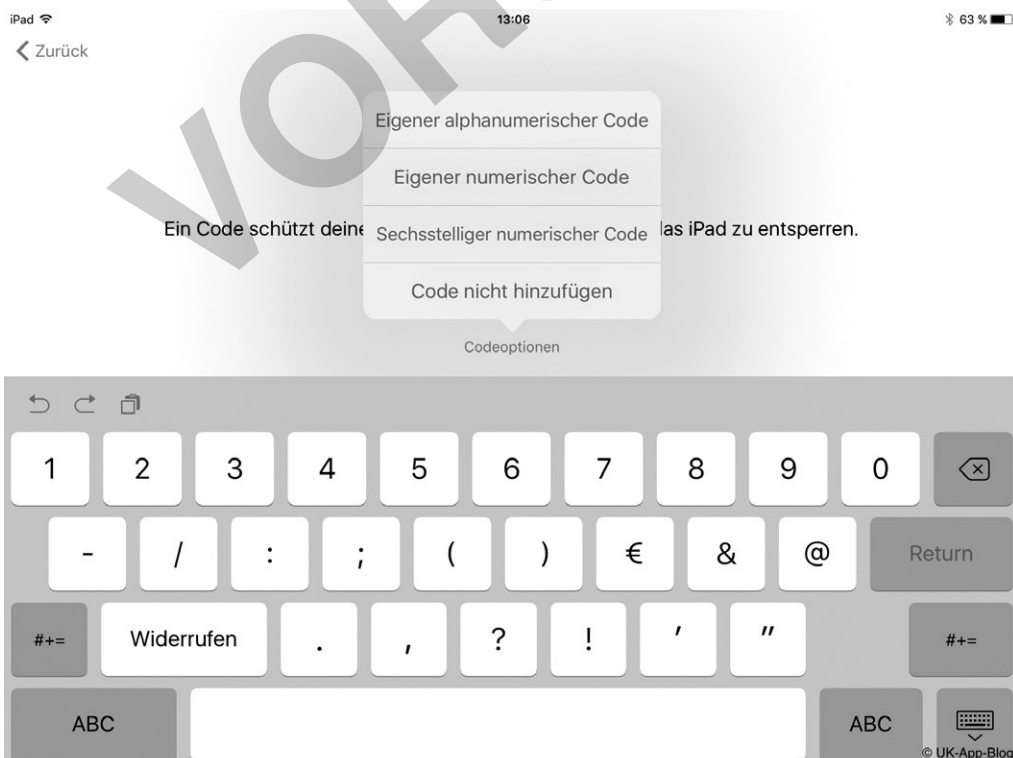 iPad 13:06 63 %
Zurück
Eigener alphanumerischer Code
Eigener numerischer Code
Ein Code schützt deine las iPad zu entsperren.
Sechsstelliger numerischer Code
Code nicht hinzufügen
Codeoptionen
1 2 3 4 5 6 7 8 9 0
- / : ; ( ) € & @ Return
#+= Widerrufen . , ? ! ' " #+=
ABC ABC
© UK-App-Blog
VOR